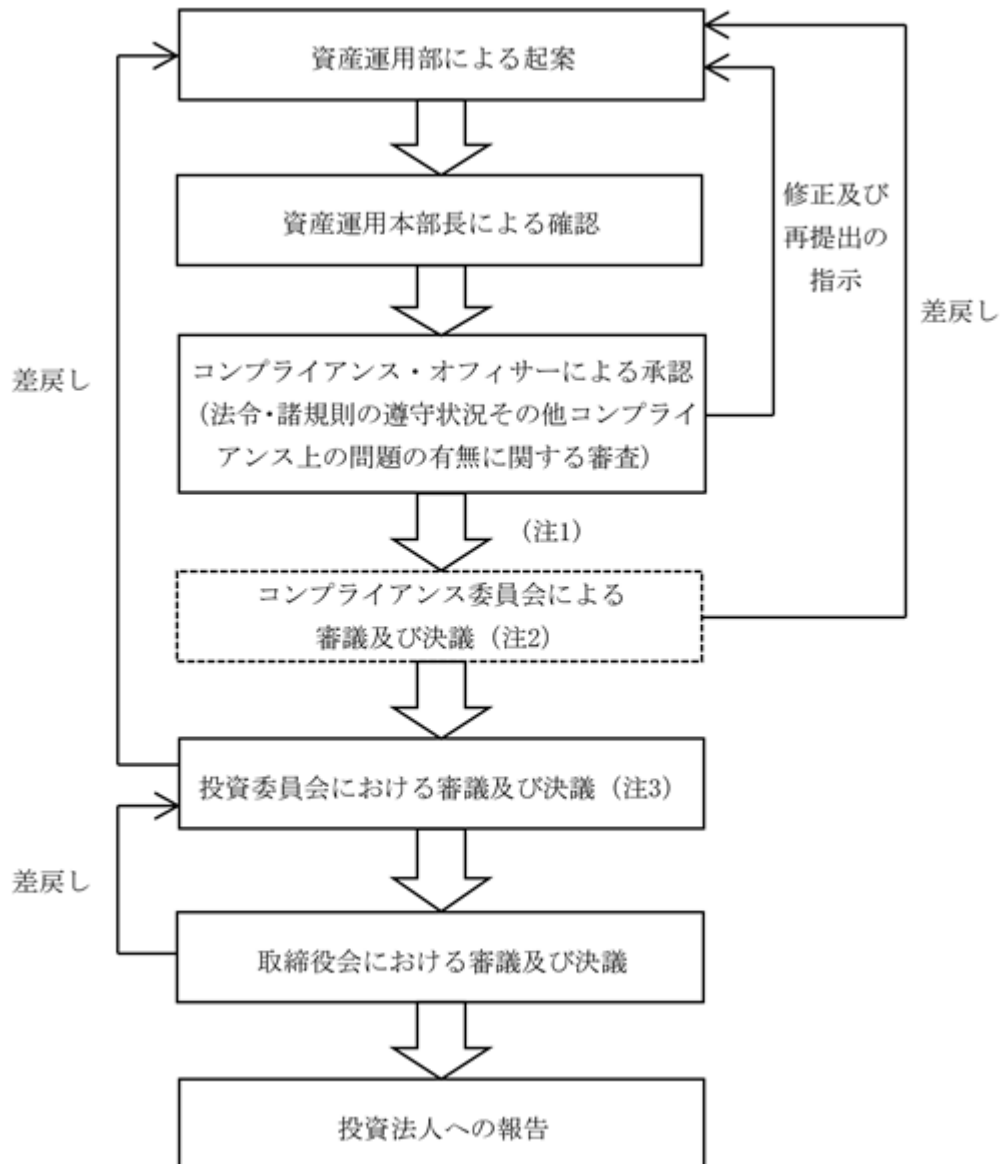 資産運用部による起案
資産運用本部長による確認
修正及び
再提出の
指示
差戻し
差戻し
コンプライアンス・オフィサーによる承認
(法令・諸規則の遵守状況その他コンプライ
アンス上の問題の有無に関する審査)
(注1)
コンプライアンス委員会による
審議及び決議(注2)
投資委員会における審議及び決議(注3)
差戻し
取締役会における審議及び決議
投資法人への報告